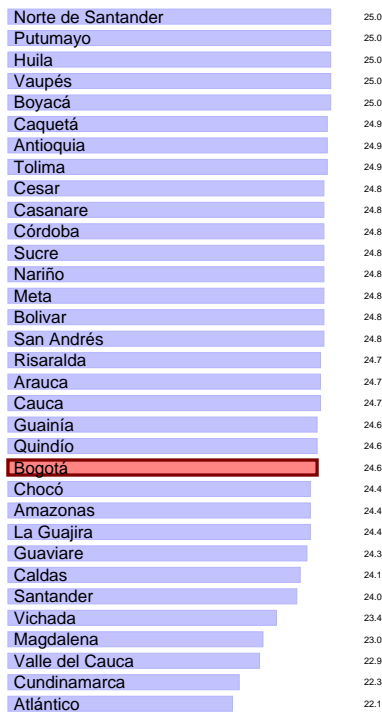 Norte de Santander 25.0
Putumayo 25.0
Huila 25.0
Vaupés 25.0
Boyacá 25.0
Caquetá 24.9
Antioquia 24.9
Tolima 24.9
Cesar 24.8
Casanare 24.8
Córdoba 24.8
Sucre 24.8
Nariño 24.8
Meta 24.8
Bolivar 24.8
San Andrés 24.8
Risaralda 24.7
Arauca 24.7
Cauca 24.7
Guainía 24.6
Quindío 24.6
Bogotá 24.6
Chocó 24.4
Amazonas 24.4
La Guajira 24.4
Guaviare 24.3
Caldas 24.1
Santander 24.0
Vichada 23.4
Magdalena 23.0
Valle del Cauca 22.9
Cundinamarca 22.3
Atlántico 22.1